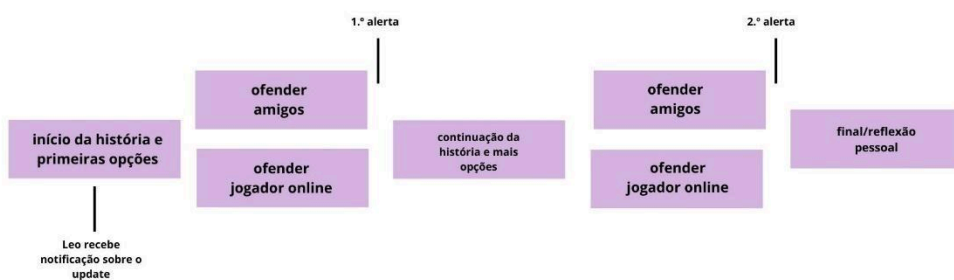 1.º alerta
2.º alerta
ofender
amigos
ofender
amigos
início da história e
primeiras opções
continuação da
história e mais
opções
final/reflexão
pessoal
ofender
jogador online
ofender
jogador online
Leo recebe
notificação sobre o
update